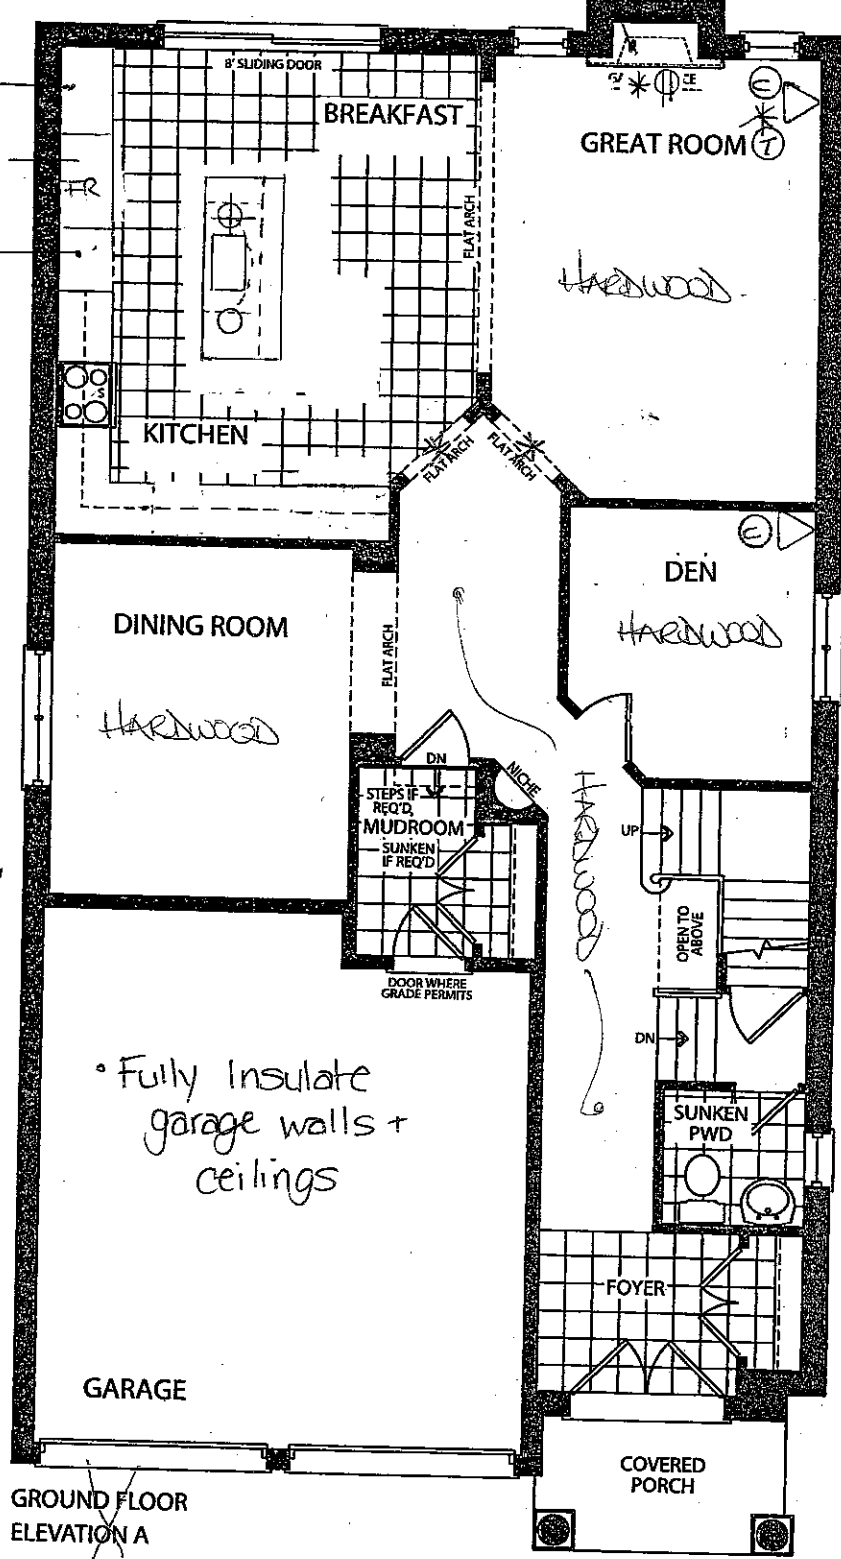 8' SLIDING DOOR
BREAKFAST
GREAT ROOM
T
FR
FLAT ARCH
HARDWOOD
S
KITCHEN
FLAT ARCH
FLAT ARCH
DEN
HARDWOOD
DINING ROOM
FLAT ARCH
HARDWOOD
DN
NICHE
STEPS IF
REQ'D,
MUDROOM
SUNKEN
IF REQ'D
HARDWOOD
UP
OPEN TO
ABOVE
DOOR WHERE
GRADE PERMITS
DN
• Fully Insulate
garage walls +
ceilings
SUNKEN
PWD
FOYER
GARAGE
COVERED
PORCH
GROUND FLOOR
ELEVATION A